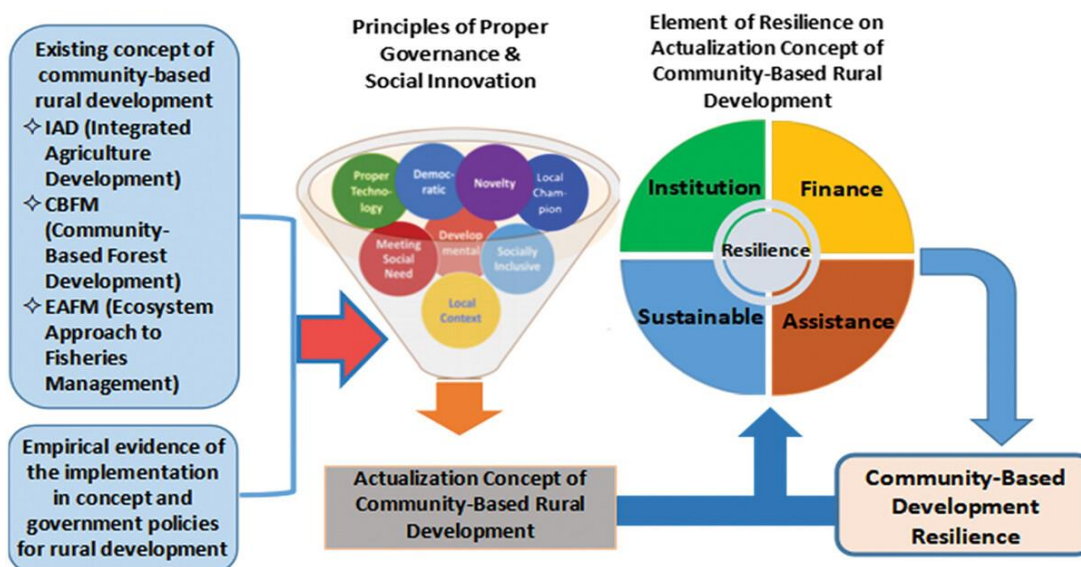 Existing concept of
community-based
rural development
IAD (Integrated
Agriculture
Development)
CBFM
(Community-
Based Forest
Development)
EAFM (Ecosystem
Approach to
Fisheries
Management)
Empirical evidence of
the implementation
in concept and
government policies
for rural development
Principles of Proper
Governance &
Social Innovation
Proper
Techno-
logy
Democ-
ratic
Novelty
Local
Cham-
pion
Meeting
Social
Need
Develop
mental
Socially
Inclusive
Local
Context
Actualization Concept of
Community-Based Rural
Development
Element of Resilience on
Actualization Concept of
Community-Based Rural
Development
Institution
Finance
Resilience
Sustainable
Assistance
Community-Based
Development
Resilience